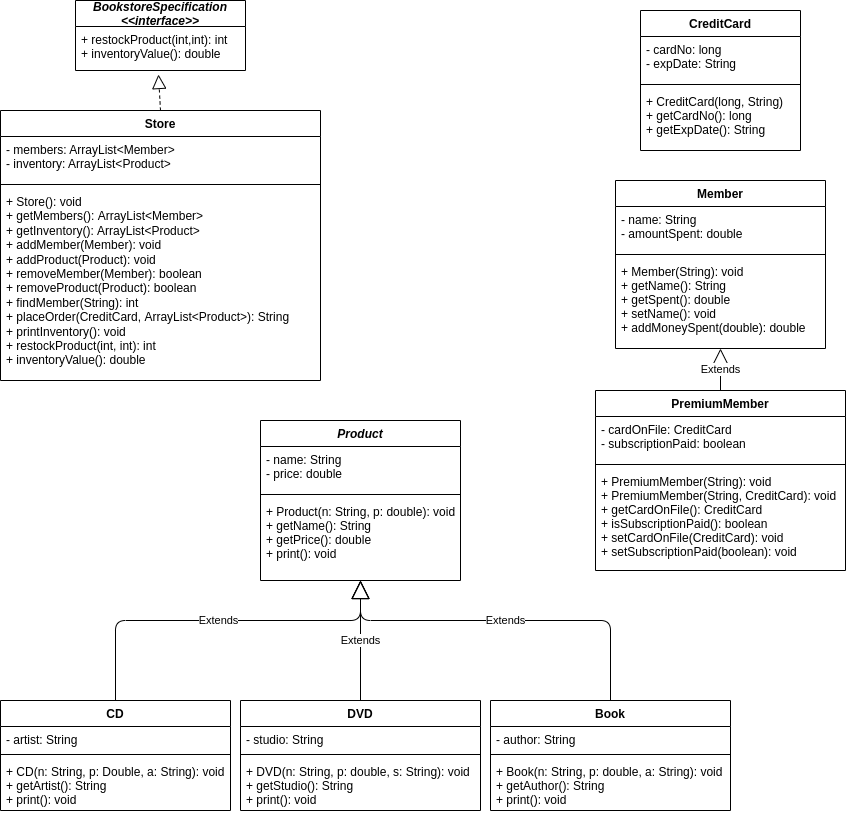 BookstoreSpecification
<<interface>>
+ restockProduct(int,int): int
+ inventoryValue(): double
CreditCard
- cardNo: long
- expDate: String
+ CreditCard(long, String)
+ getCardNo(): long
+ getExpDate(): String
Store
- members: ArrayList<Member>
- inventory: ArrayList<Product>
+ Store(): void
+ getMembers(): ArrayList<Member>
+ getInventory(): ArrayList<Product>
+ addMember(Member): void
+ addProduct(Product): void
+ removeMember(Member): boolean
+ removeProduct(Product): boolean
+ findMember(String): int
+ placeOrder(CreditCard, ArrayList<Product>): String
+ printInventory(): void
+ restockProduct(int, int): int
+ inventoryValue(): double
Member
- name: String
- amountSpent: double
+ Member(String): void
+ getName(): String
+ getSpent(): double
+ setName(): void
+ addMoneySpent(double): double
Extends
PremiumMember
- cardOnFile: CreditCard
- subscriptionPaid: boolean
+ PremiumMember(String): void
+ PremiumMember(String, CreditCard): void
+ getCardOnFile(): CreditCard
+ isSubscriptionPaid(): boolean
+ setCardOnFile(CreditCard): void
+ setSubscriptionPaid(boolean): void
Product
- name: String
- price: double
+ Product(n: String, p: double): void
+ getName(): String
+ getPrice(): double
+ print(): void
Extends
Extends
Extends
CD
- artist: String
+ CD(n: String, p: Double, a: String): void
+ getArtist(): String
+ print(): void
DVD
- studio: String
+ DVD(n: String, p: double, s: String): void
+ getStudio(): String
+ print(): void
Book
- author: String
+ Book(n: String, p: double, a: String): void
+ getAuthor(): String
+ print(): void